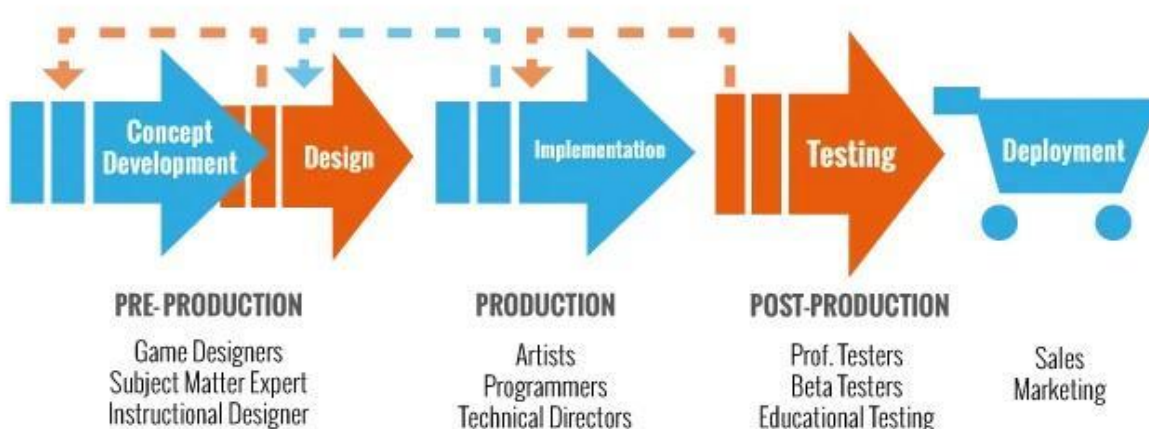 Concept
Development
Design
Implementation
Testing
Deployment
PRE- PRODUCTION
Game Designers
Subject Matter Expert
Instructional Designer
PRODUCTION
Artists
Programmers
Technical Directors
POST-PRODUCTION
Prof. Testers
Beta Testers
Educational Testing
Sales
Marketing